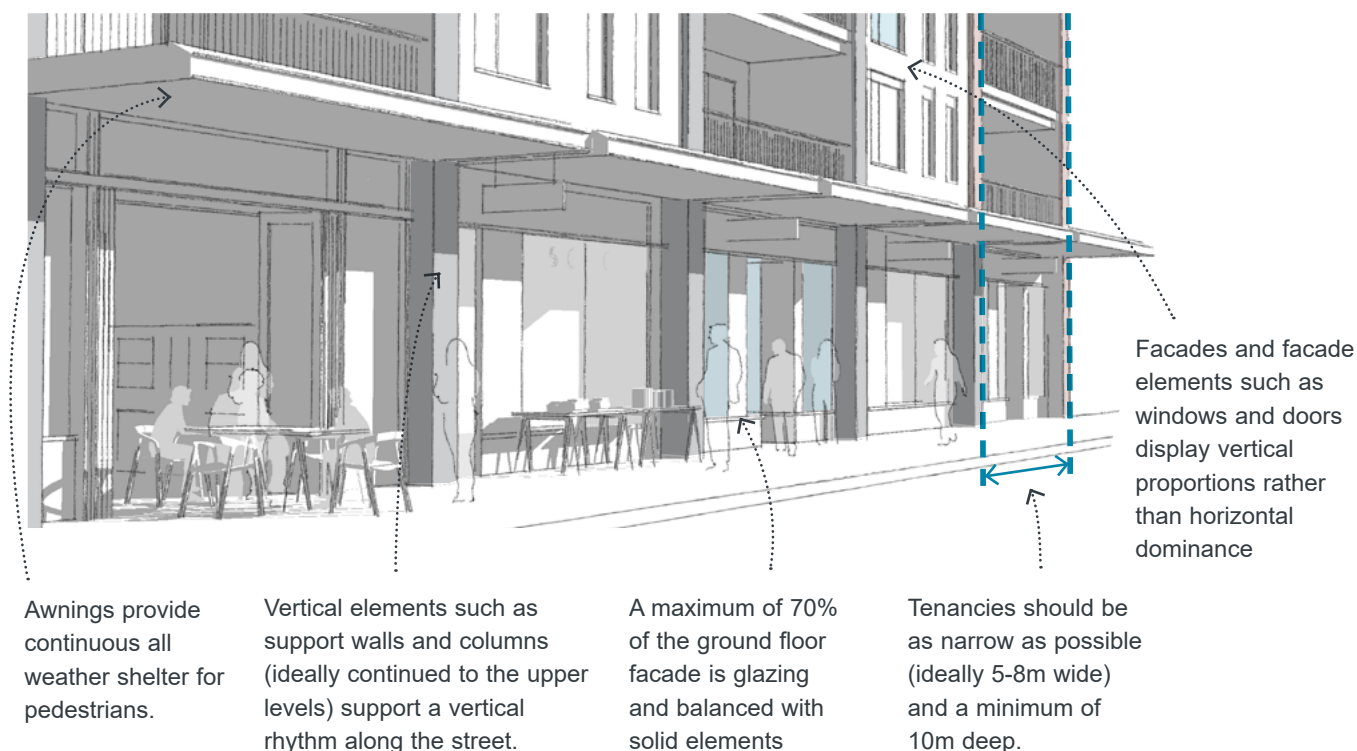 Facades and facade
elements such as
windows and doors
display vertical
proportions rather
than horizontal
dominance
Awnings provide
continuous all
weather shelter for
pedestrians.
Vertical elements such as
support walls and columns
(ideally continued to the upper
levels) support a vertical
rhythm along the street.
A maximum of 70%
of the ground floor
facade is glazing
and balanced with
solid elements
Tenancies should be
as narrow as possible
(ideally 5-8m wide)
and a minimum of
10m deep.